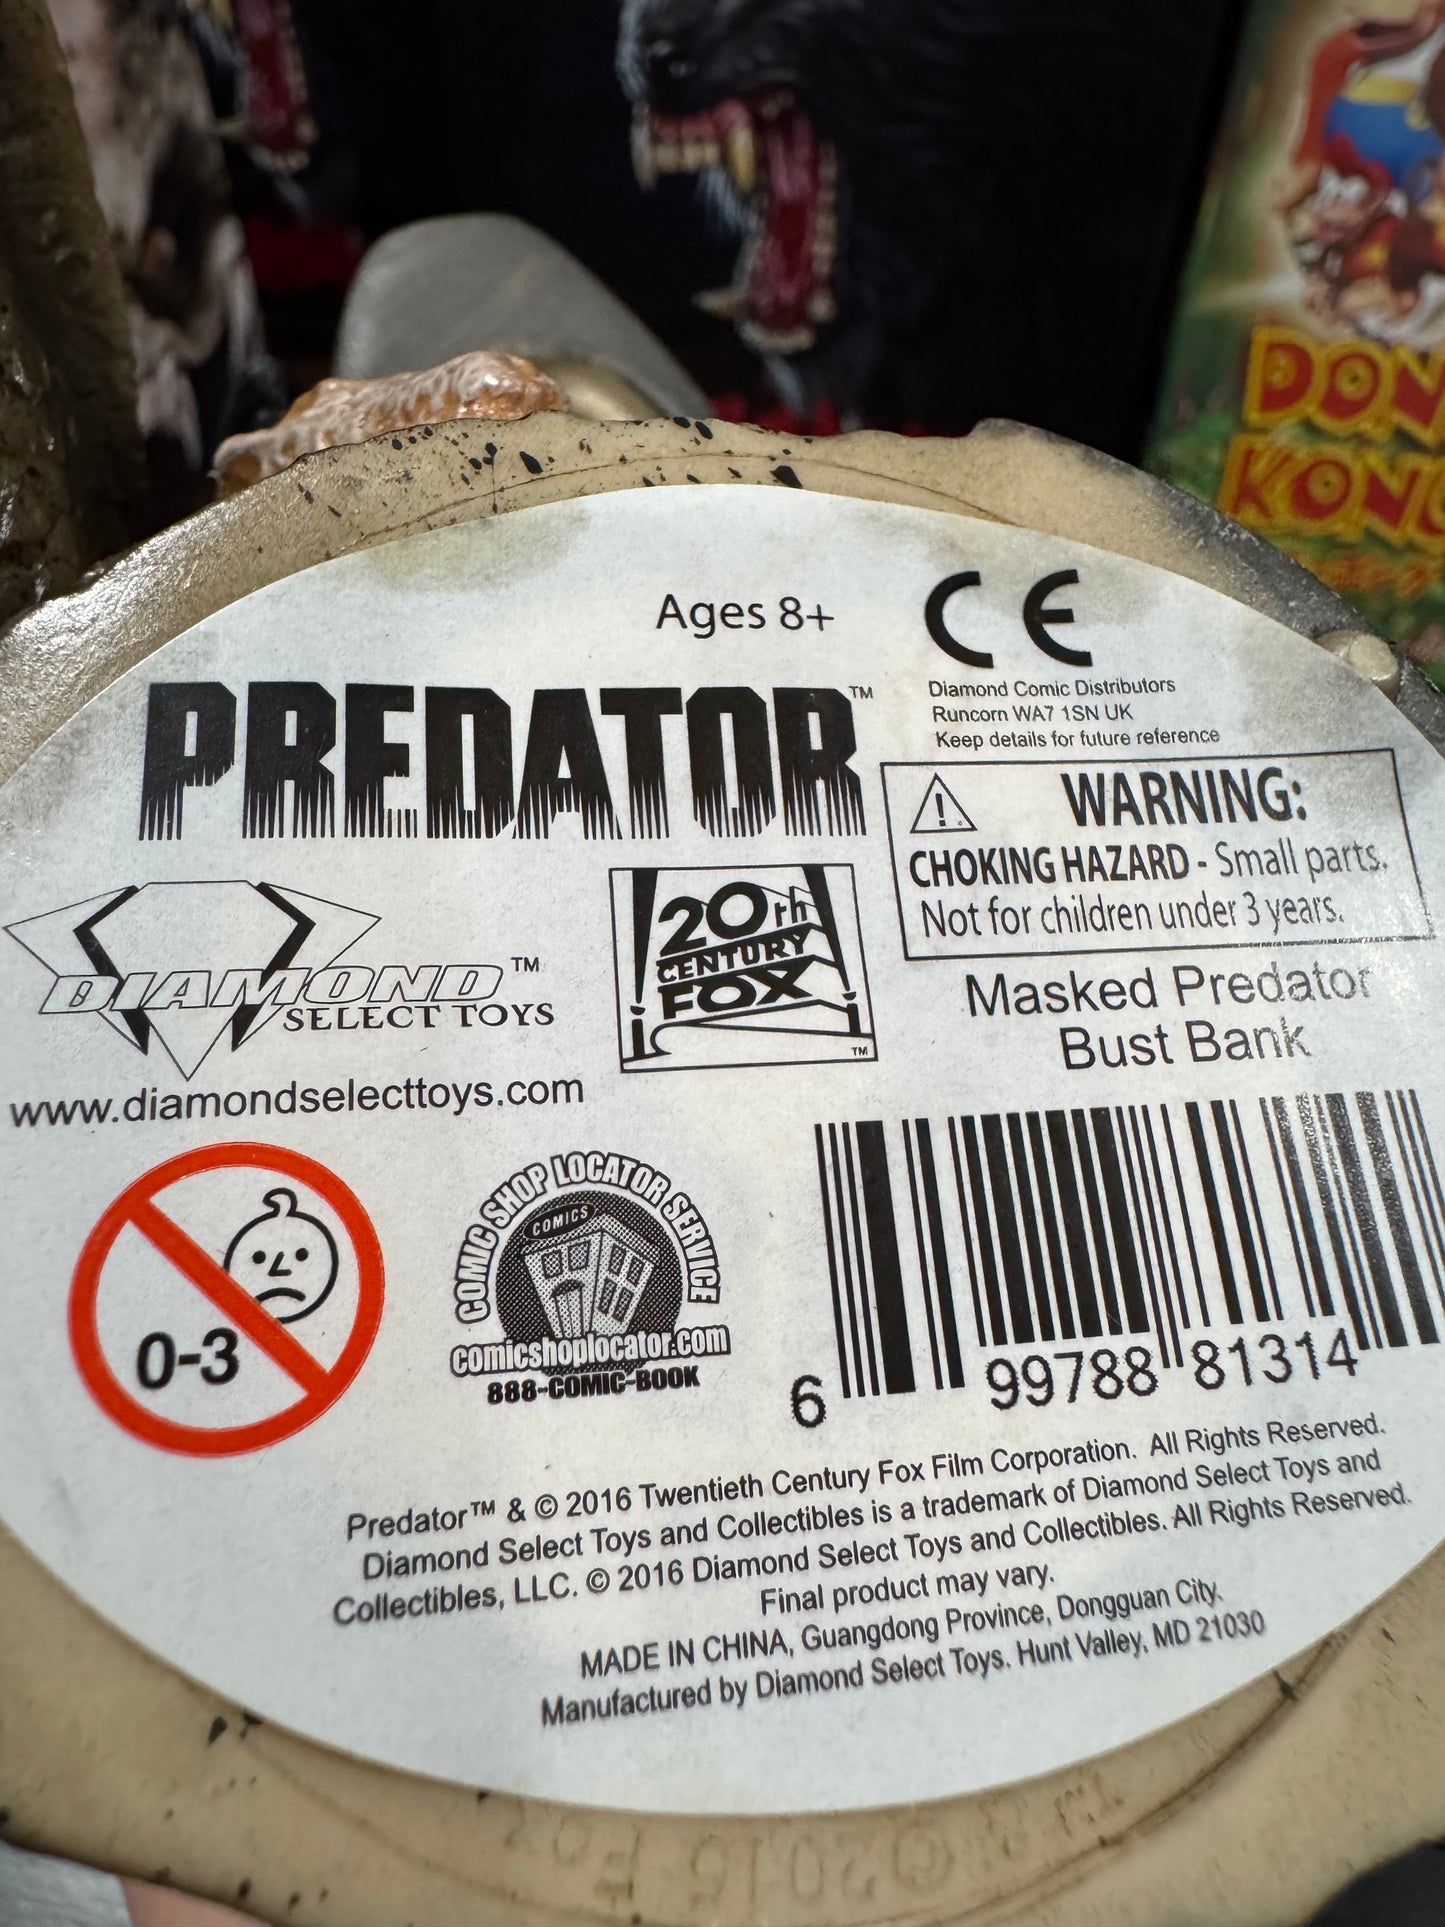 DON
KONG
Ages 8+
CE
PREDATOR™
Diamond Comic Distributors
Runcorn WA7 1SN UK
Keep details for future reference
WARNING:
CHOKING HAZARD - Small parts.
Not for children under 3 years.
DIAMOND™
SELECT TOYS
www.diamondselecttoys.com
20th
CENTURY
FOX
™
Masked Predator
Bust Bank
0-3
COMIC SHOP LOCATOR SERVICE
COMICS
comicshoplocator.com
888-COMIC-BOOK
6 99788 81314
Predator™ & © 2016 Twentieth Century Fox Film Corporation. All Rights Reserved.
Diamond Select Toys and Collectibles is a trademark of Diamond Select Toys and
Collectibles, LLC. © 2016 Diamond Select Toys and Collectibles. All Rights Reserved.
Final product may vary.
MADE IN CHINA, Guangdong Province, Dongguan City.
Manufactured by Diamond Select Toys. Hunt Valley, MD 21030